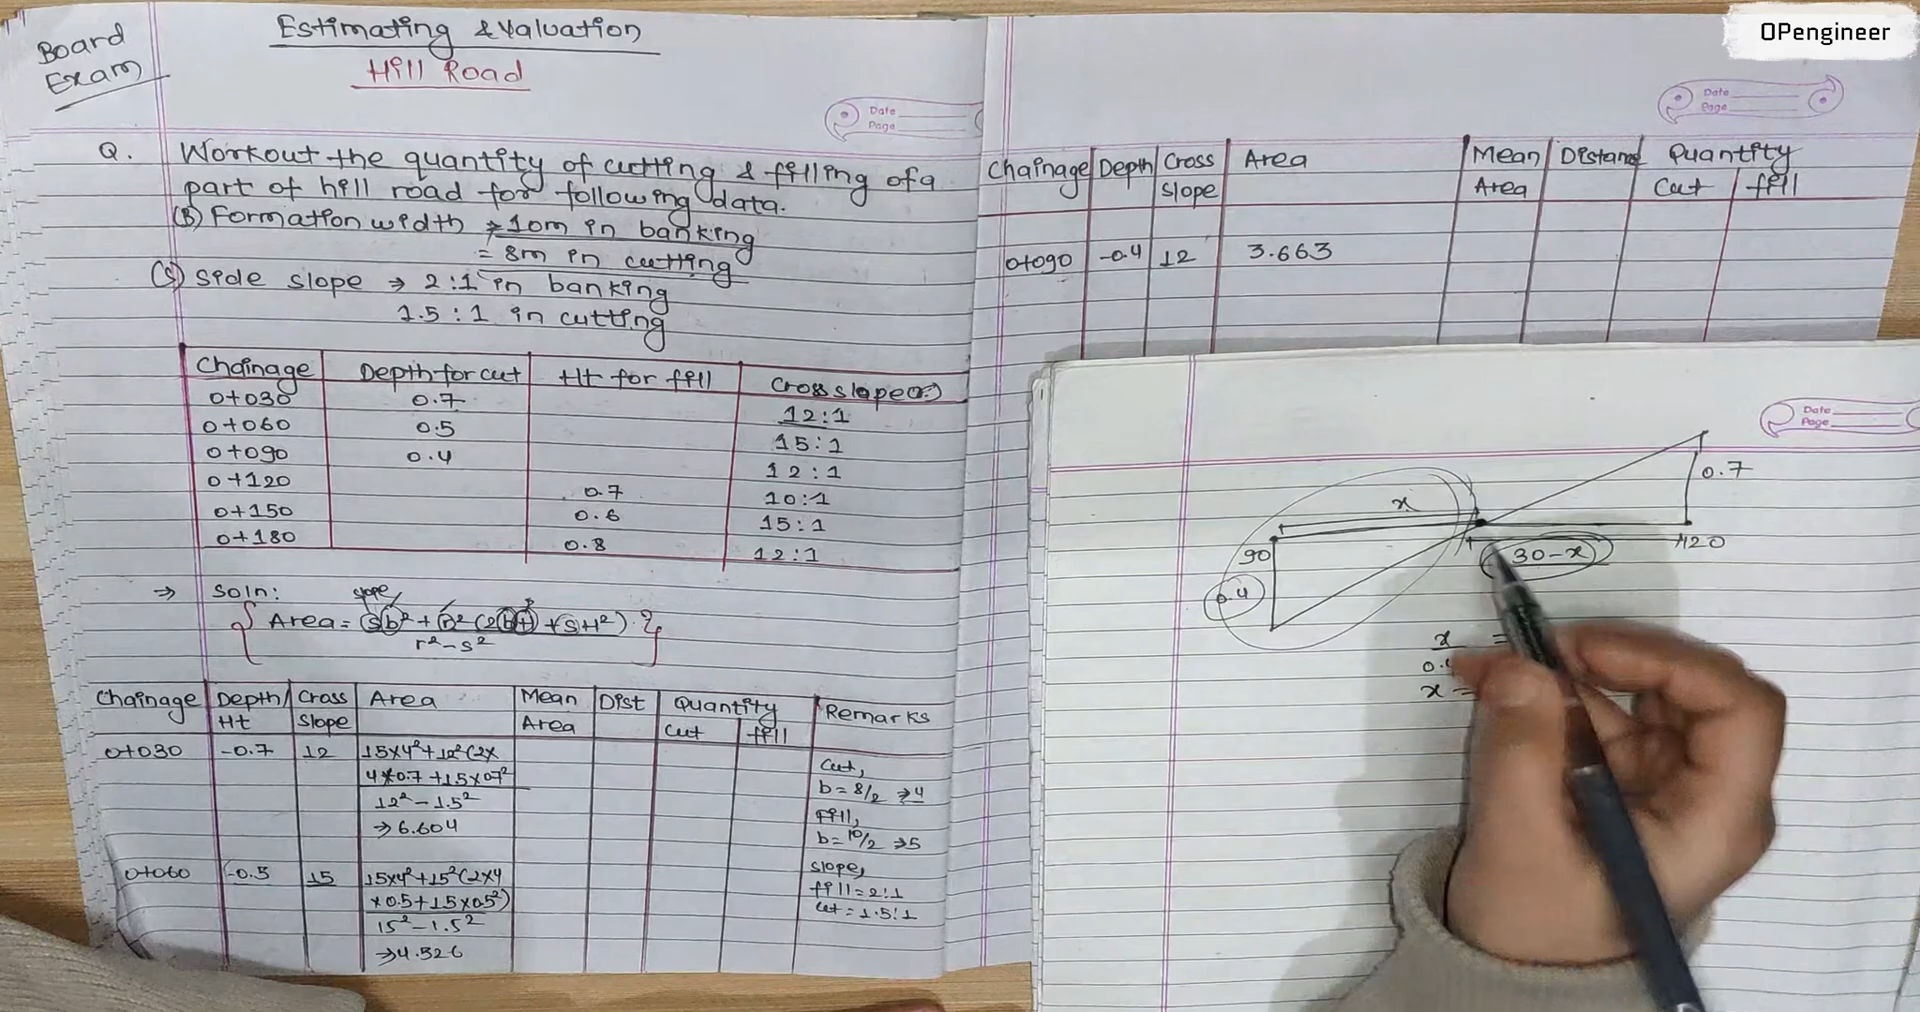 OPengineer
Board
Exam
Estimating & Valuation
Hill Road
Date
Page
Q. Workout the quantity of cutting & filling of a
part of hill road for following data.
(B) Formation width → 10m in banking
= 8m in cutting
(S) side slope → 2:1 in banking
1.5:1 in cutting
Chainage Depth for cut Ht for fill Cross slope
0+030 0.7 12:1
0+060 0.5 15:1
0+090 0.4 12:1
0+120 0.7 10:1
0+150 0.6 15:1
0+180 0.8 12:1
⇒ Soln:
slope,
{ Area = sb² + r² (2bH + sH²) }
r² - s²
Chainage Depth/ Cross Area Mean Dist Quantity Remarks
Ht Slope Area Cut fill
0+030 -0.7 12 1.5×4²+12²(2×
4×0.7+1.5×0.7²
12²-1.5²
→ 6.604
Cut,
b = 8/2 → 4
fill,
b = 10/2 → 5
0+060 -0.5 15 1.5×4²+15²(2×4
×0.5+1.5×0.5²)
15²-1.5²
→ 4.526
slope,
fill = 2:1
cut = 1.5:1
Date
Page
Chainage Depth Cross Area Mean Distance Quantity
slope Area Cut fill
0+090 -0.4 12 3.663
Date
Page
0.7
x
90
30-x
120
0.4
x =
x =